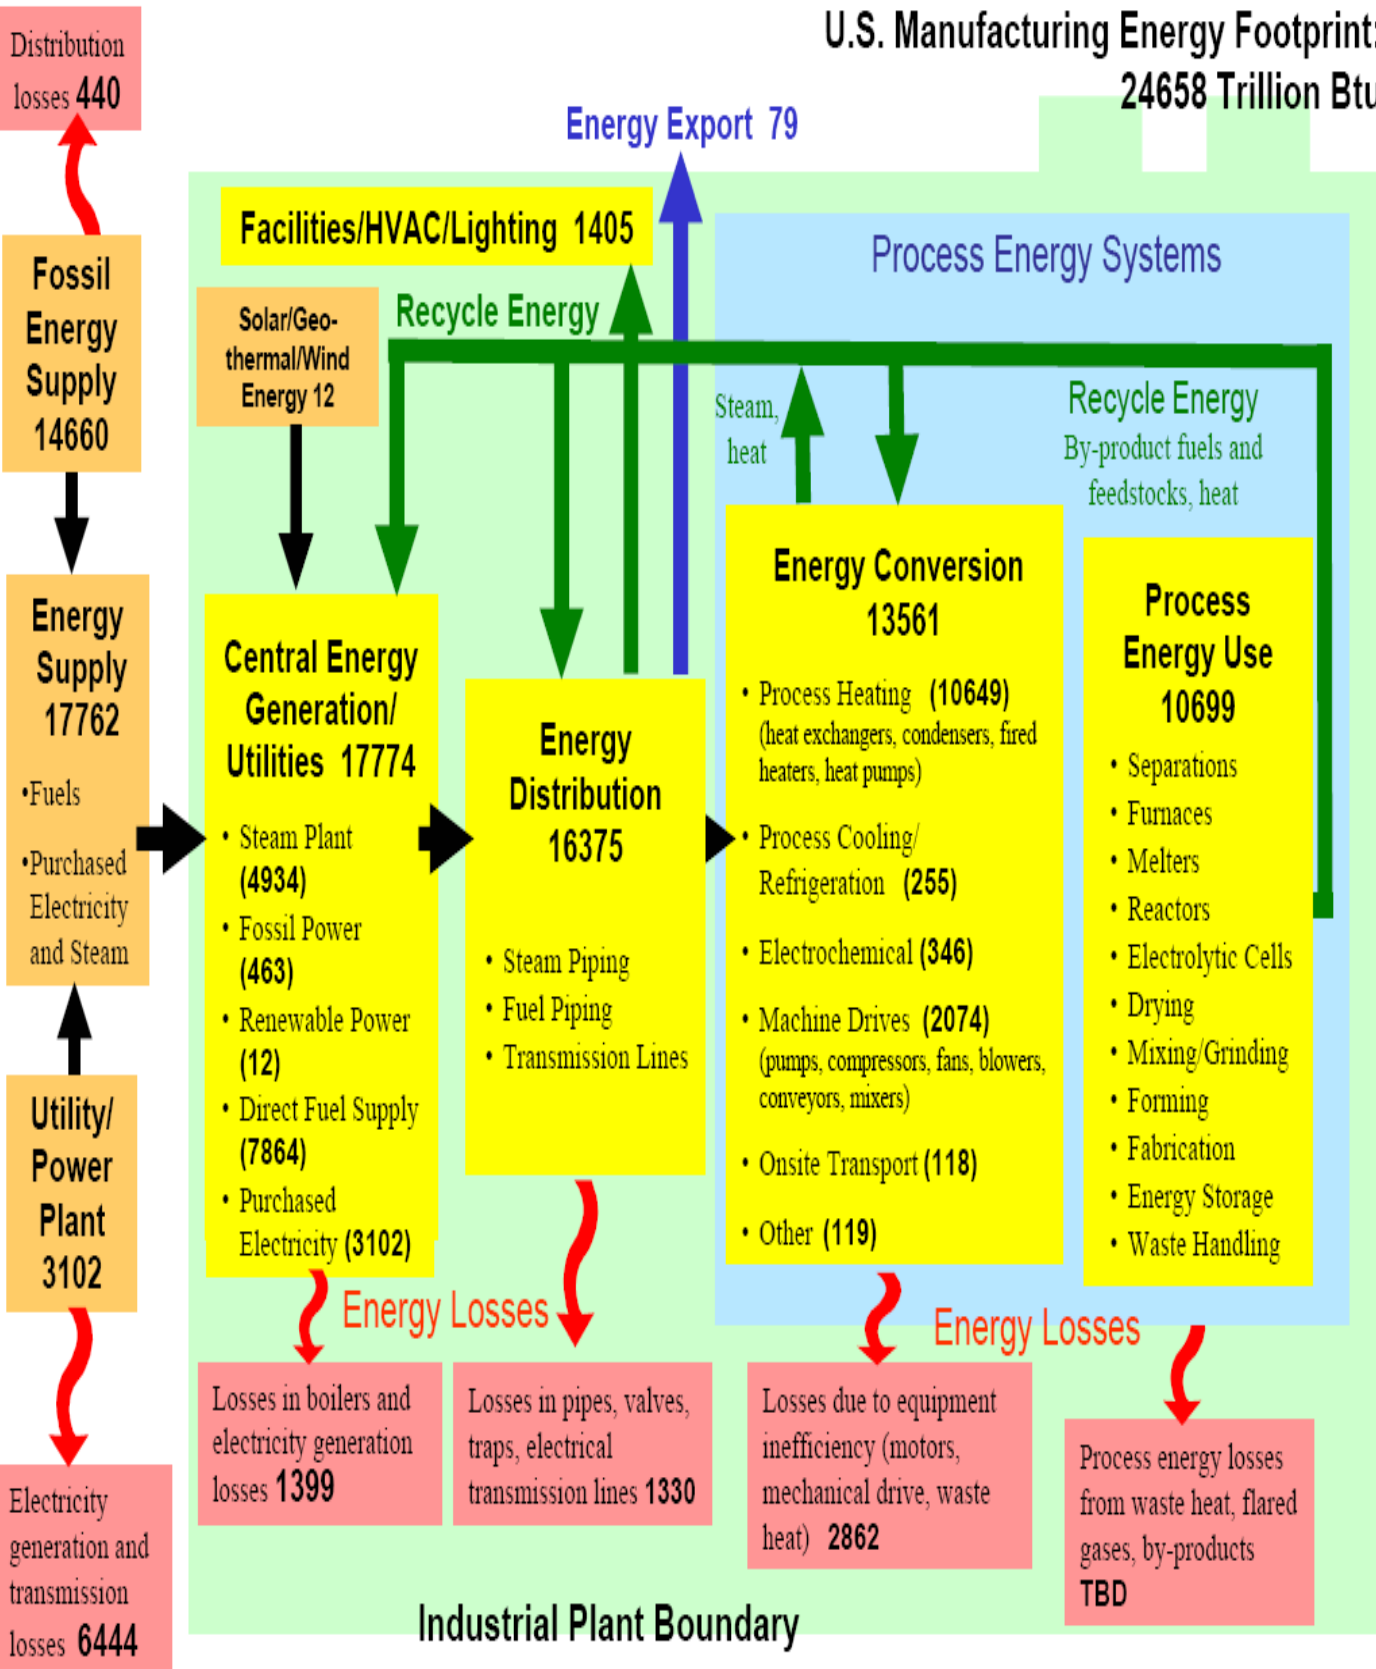 U.S. Manufacturing Energy Footprint:
24658 Trillion Btu
Distribution
losses 440
Energy Export 79
Facilities/HVAC/Lighting 1405
Process Energy Systems
Fossil
Energy
Supply
14660
Solar/Geo-
thermal/Wind
Energy 12
Recycle Energy
Steam,
heat
Recycle Energy
By-product fuels and
feedstocks, heat
Energy
Supply
17762
•Fuels
•Purchased
Electricity
and Steam
Utility/
Power
Plant
3102
Central Energy
Generation/
Utilities 17774
• Steam Plant
(4934)
• Fossil Power
(463)
• Renewable Power
(12)
• Direct Fuel Supply
(7864)
• Purchased
Electricity (3102)
Energy
Distribution
16375
• Steam Piping
• Fuel Piping
• Transmission Lines
Energy Conversion
13561
• Process Heating (10649)
(heat exchangers, condensers, fired
heaters, heat pumps)
• Process Cooling/
Refrigeration (255)
• Electrochemical (346)
• Machine Drives (2074)
(pumps, compressors, fans, blowers,
conveyors, mixers)
• Onsite Transport (118)
• Other (119)
Process
Energy Use
10699
• Separations
• Furnaces
• Melters
• Reactors
• Electrolytic Cells
• Drying
• Mixing/Grinding
• Forming
• Fabrication
• Energy Storage
• Waste Handling
Energy Losses
Energy Losses
Electricity
generation and
transmission
losses 6444
Losses in boilers and
electricity generation
losses 1399
Losses in pipes, valves,
traps, electrical
transmission lines 1330
Losses due to equipment
inefficiency (motors,
mechanical drive, waste
heat) 2862
Process energy losses
from waste heat, flared
gases, by-products
TBD
Industrial Plant Boundary